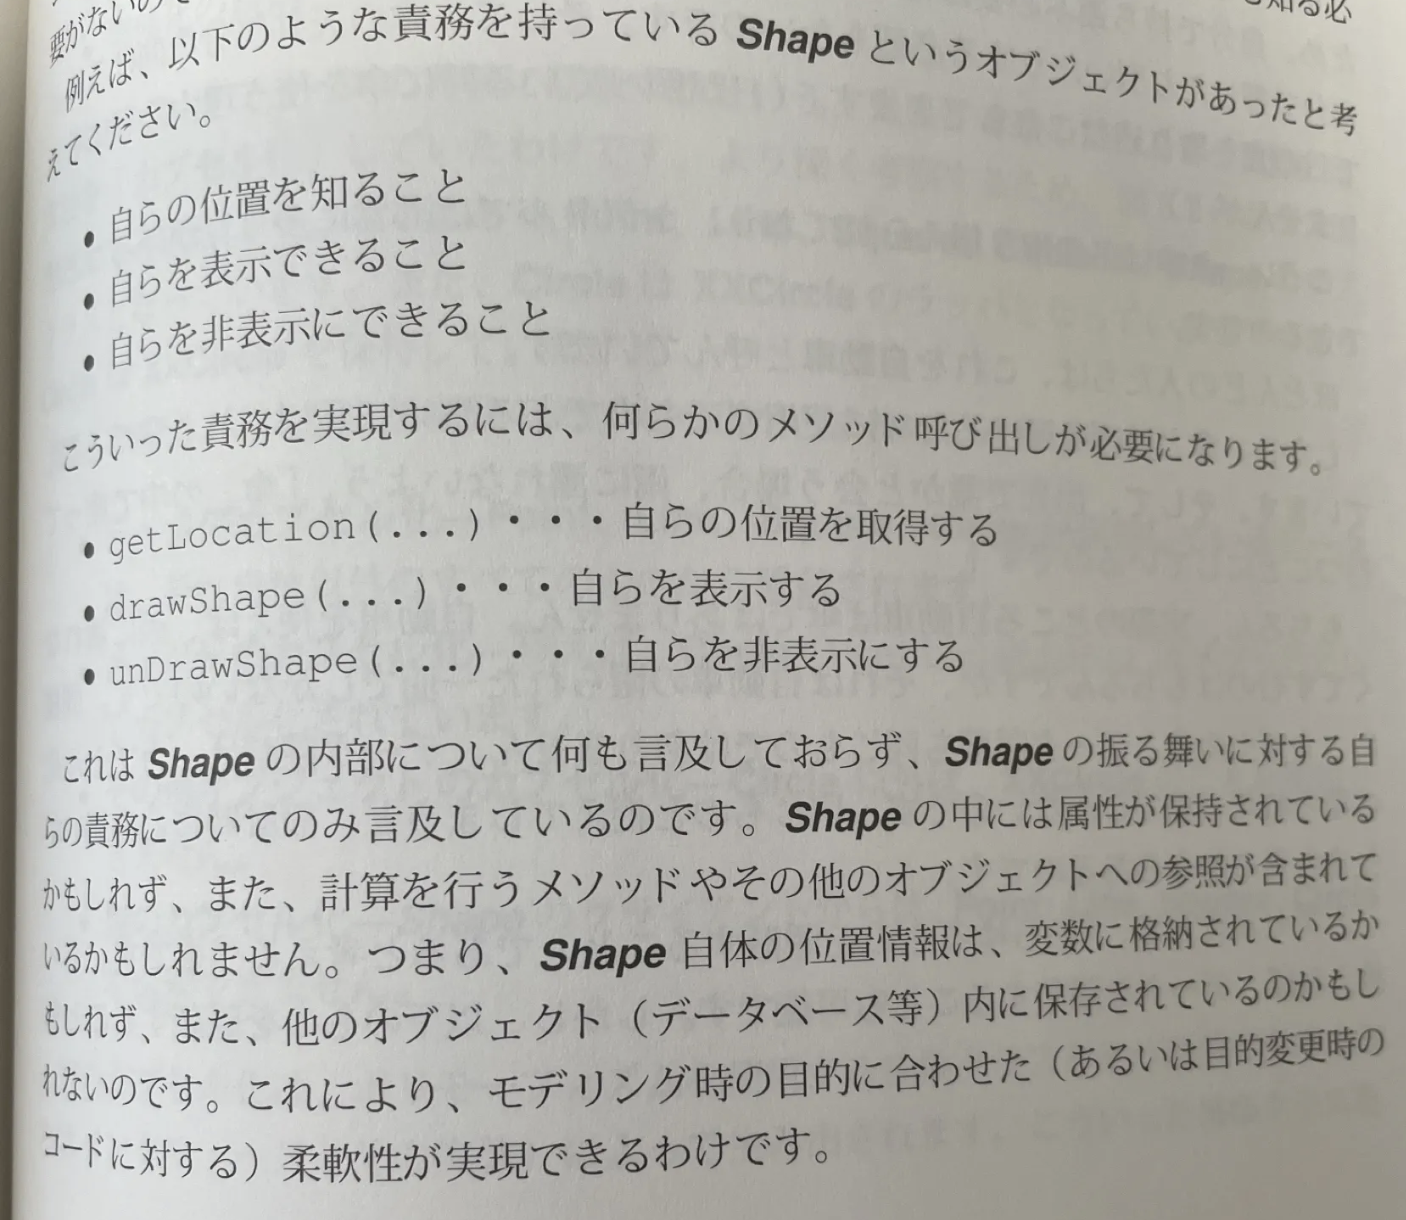 要がないので
知る必
例えば、以下のような責務を持っている Shape というオブジェクトがあったと考
えてください。
• 自らの位置を知ること
• 自らを表示できること
• 自らを非表示にできること
こういった責務を実現するには、何らかのメソッド呼び出しが必要になります。
• getLocation(...)・・・自らの位置を取得する
• drawShape(...)・・・自らを表示する
• unDrawShape(...)・・・自らを非表示にする
これは Shape の内部について何も言及しておらず、Shape の振る舞いに対する自
らの責務についてのみ言及しているのです。Shape の中には属性が保持されている
かもしれず、また、計算を行うメソッドやその他のオブジェクトへの参照が含まれて
いるかもしれません。つまり、Shape 自体の位置情報は、変数に格納されているか
もしれず、また、他のオブジェクト（データベース等）内に保存されているのかもし
れないのです。これにより、モデリング時の目的に合わせた（あるいは目的変更時の
コードに対する）柔軟性が実現できるわけです。